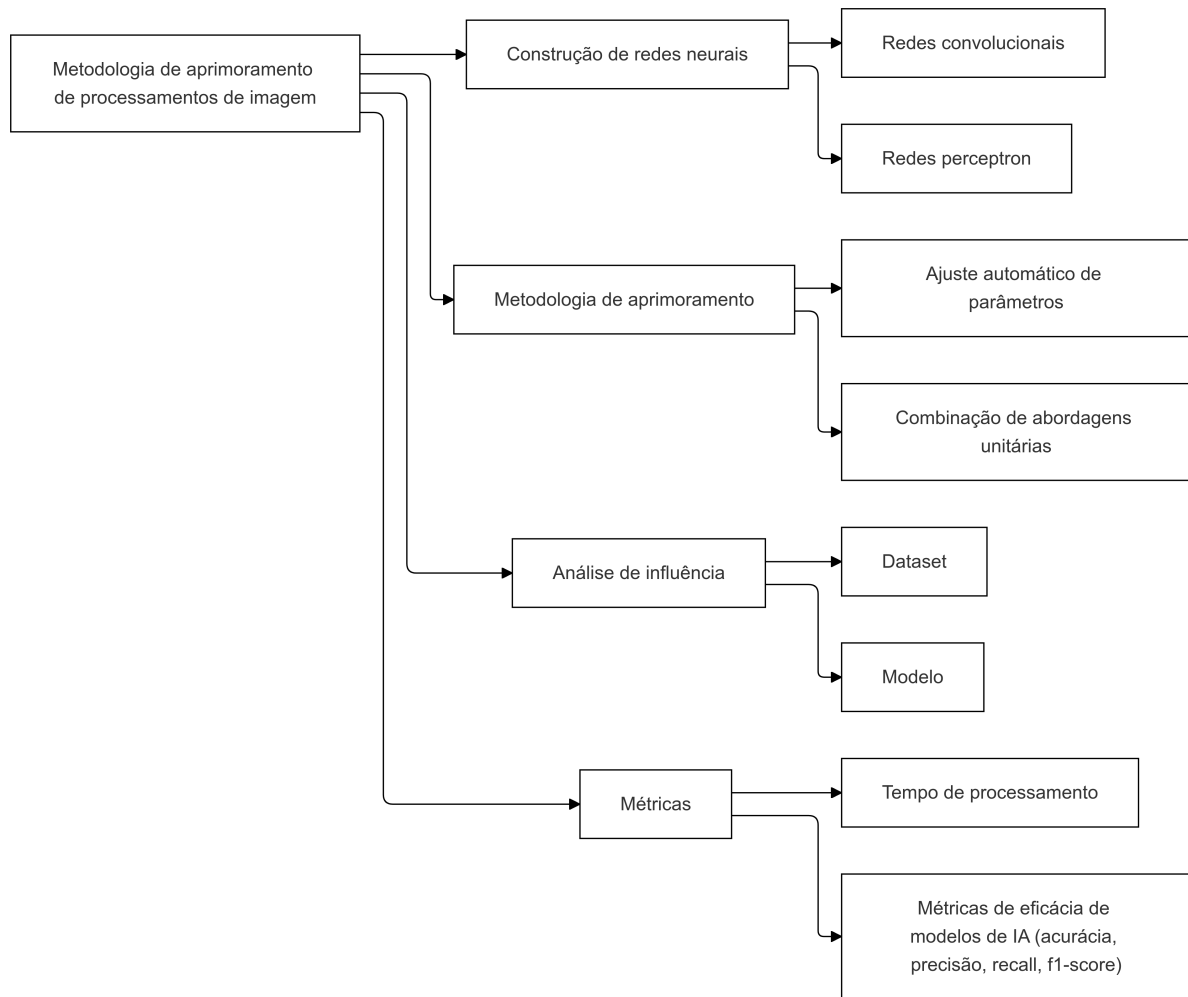 Metodologia de aprimoramento
de processamentos de imagem
Construção de redes neurais
Redes convolucionais
Redes perceptron
Metodologia de aprimoramento
Ajuste automático de
parâmetros
Combinação de abordagens
unitárias
Análise de influência
Dataset
Modelo
Métricas
Tempo de processamento
Métricas de eficácia de
modelos de IA (acurácia,
precisão, recall, f1-score)